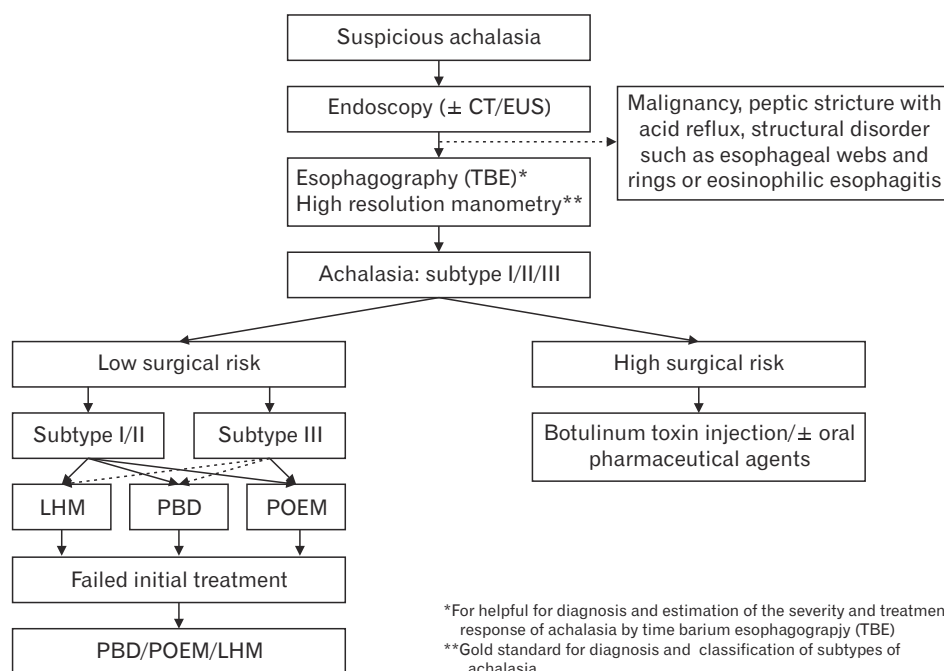 Suspicious achalasia
Endoscopy (± CT/EUS)
Malignancy, peptic stricture with
acid reflux, structural disorder
such as esophageal webs and
rings or eosinophilic esophagitis
Esophagography (TBE)*
High resolution manometry**
Achalasia: subtype I/II/III
Low surgical risk
High surgical risk
Subtype I/II
Subtype III
Botulinum toxin injection/± oral
pharmaceutical agents
LHM
PBD
POEM
Failed initial treatment
PBD/POEM/LHM
*For helpful for diagnosis and estimation of the severity and treatment
response of achalasia by time barium esophagograpjy (TBE)
**Gold standard for diagnosis and classification of subtypes of
achalasia